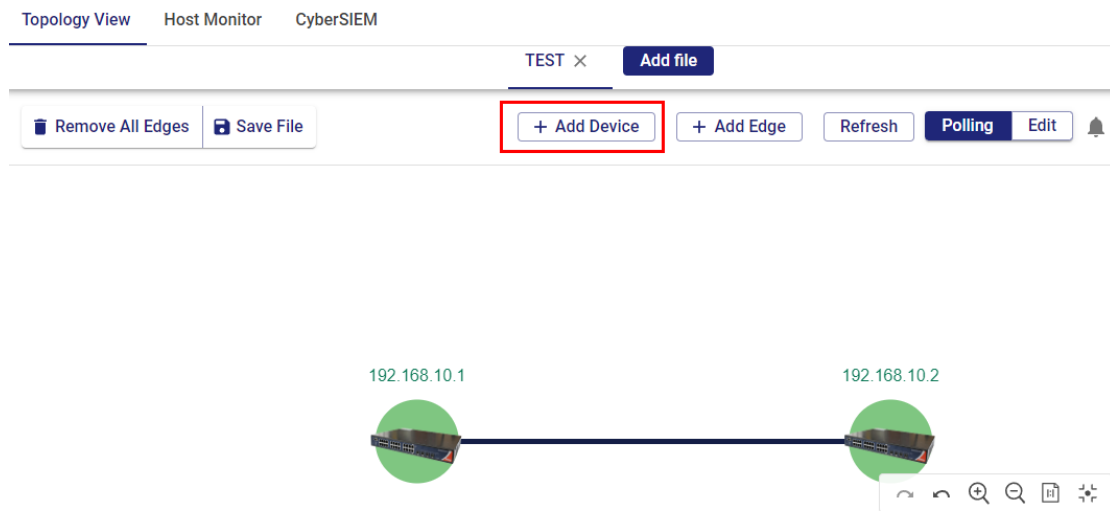 Topology View Host Monitor CyberSIEM
TEST Add file
Remove All Edges Save File + Add Device + Add Edge Refresh Polling Edit
192.168.10.1 192.168.10.2